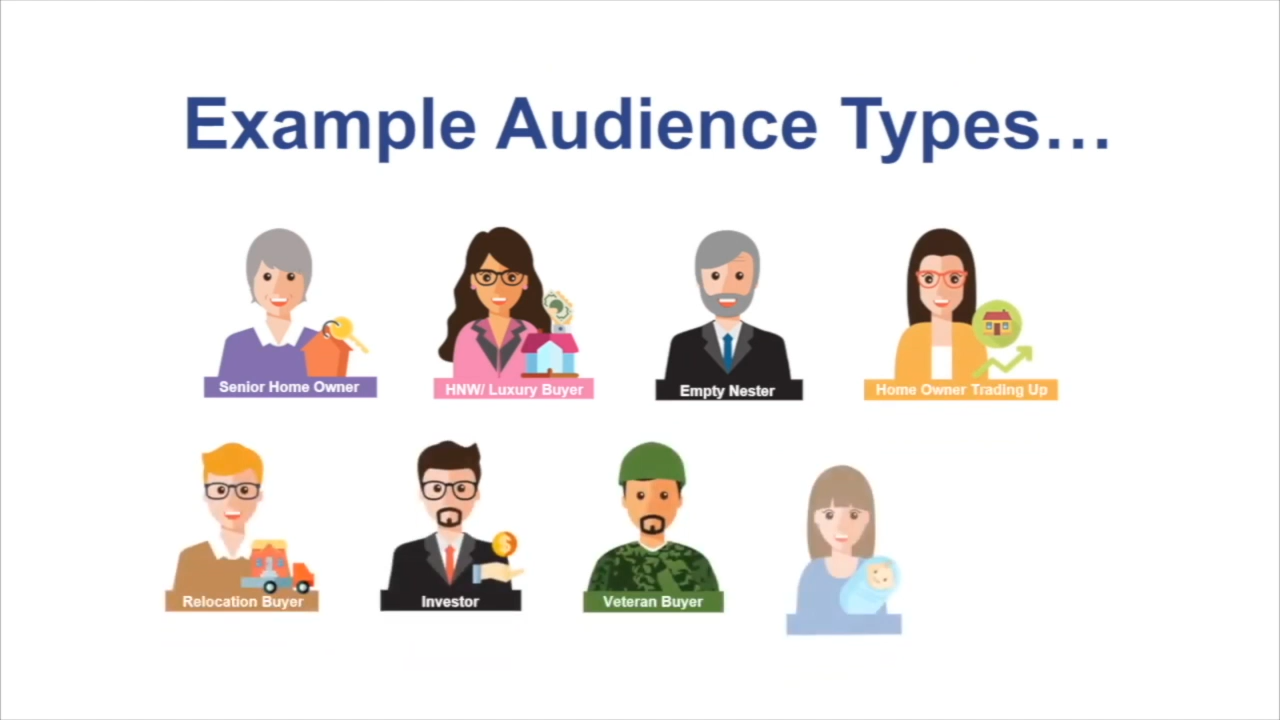 Example Audience Types…
Senior Home Owner
HNW/ Luxury Buyer
Empty Nester
Home Owner Trading Up
Relocation Buyer
Investor
Veteran Buyer